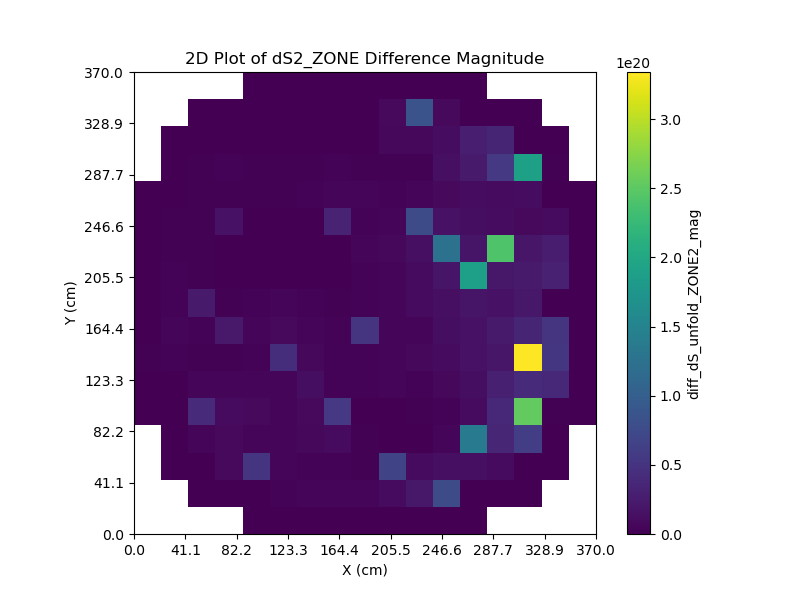 2D Plot of dS2_ZONE Difference Magnitude
1e20
370.0
328.9
287.7
246.6
205.5
164.4
123.3
82.2
41.1
0.0
Y (cm)
0.0 41.1 82.2 123.3 164.4 205.5 246.6 287.7 328.9 370.0
X (cm)
3.0
2.5
2.0
1.5
1.0
0.5
0.0
diff_dS_unfold_ZONE2_mag